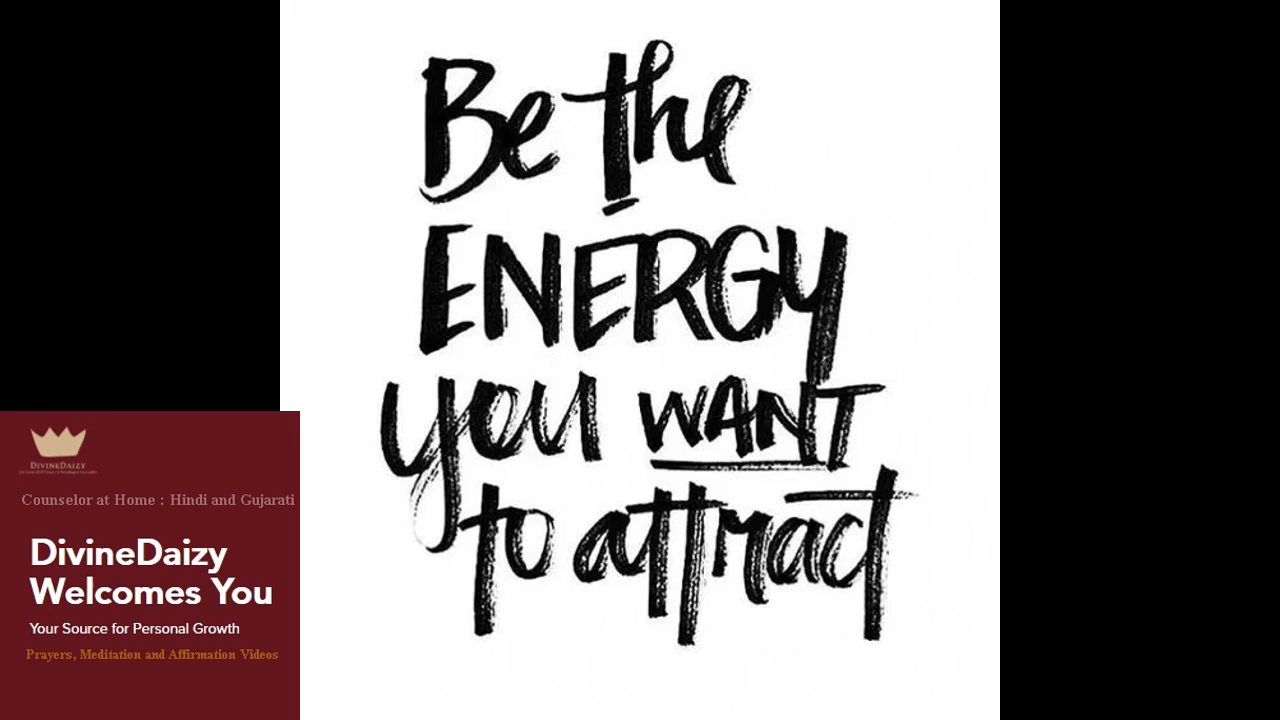 Be the
ENERGY
you WANT
to attract
DIVINEDAIZY
Counselor at Home : Hindi and Gujarati
DivineDaizy
Welcomes You
Your Source for Personal Growth
Prayers, Meditation and Affirmation Videos